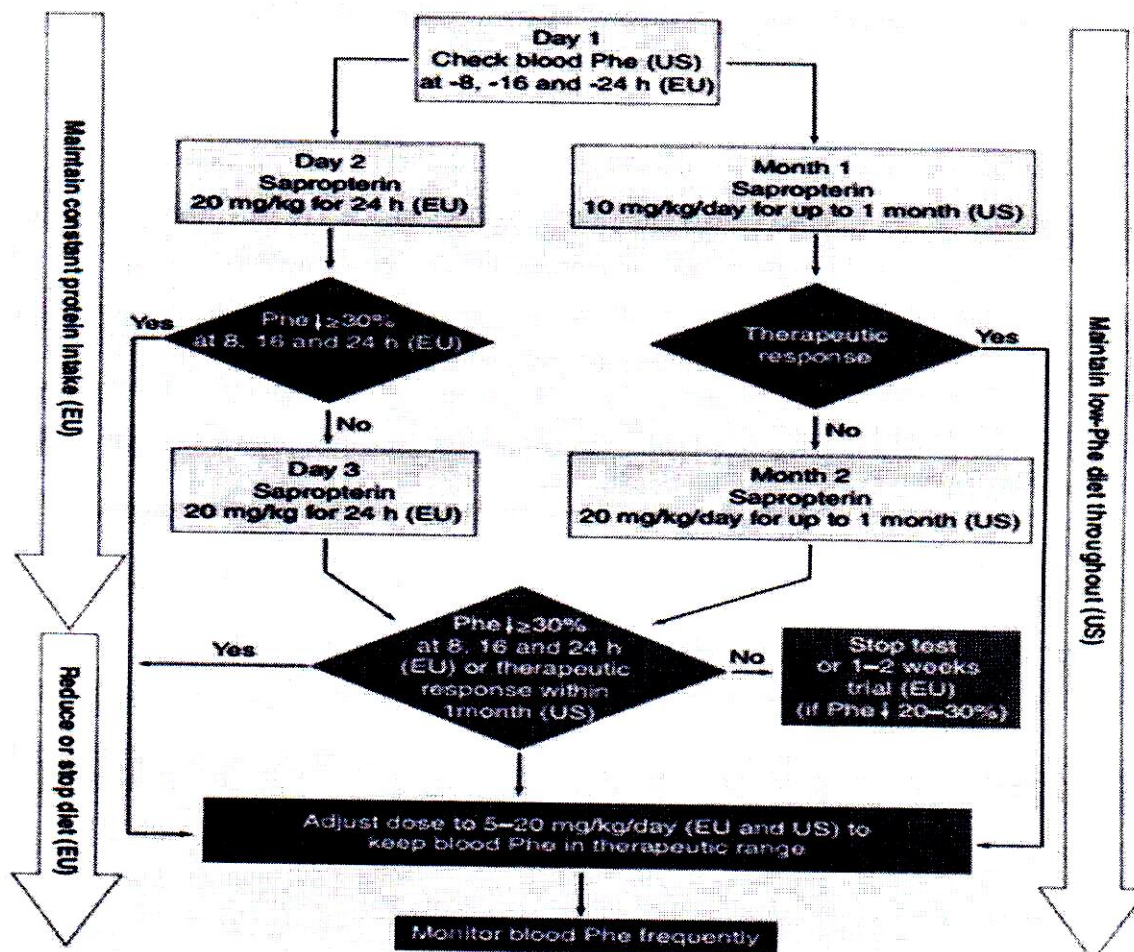 Day 1
Check blood Phe (US)
at -8, -16 and -24 h (EU)
Maintain constant protein intake (EU)
Day 2
Sapropterin
20 mg/kg for 24 h (EU)
Month 1
Sapropterin
10 mg/kg/day for up to 1 month (US)
Yes
Phe↓≥30%
at 8, 16 and 24 h (EU)
Therapeutic
response
Yes
Maintain low-Phe diet throughout (US)
No
No
Day 3
Sapropterin
20 mg/kg for 24 h (EU)
Month 2
Sapropterin
20 mg/kg/day for up to 1 month (US)
Yes
Phe↓≥30%
at 8, 16 and 24 h
(EU) or therapeutic
response within
1month (US)
No
Stop test
or 1–2 weeks
trial (EU)
(if Phe↓ 20–30%)
Reduce or stop diet (EU)
Adjust dose to 5–20 mg/kg/day (EU and US) to
keep blood Phe in therapeutic range
Monitor blood Phe frequently